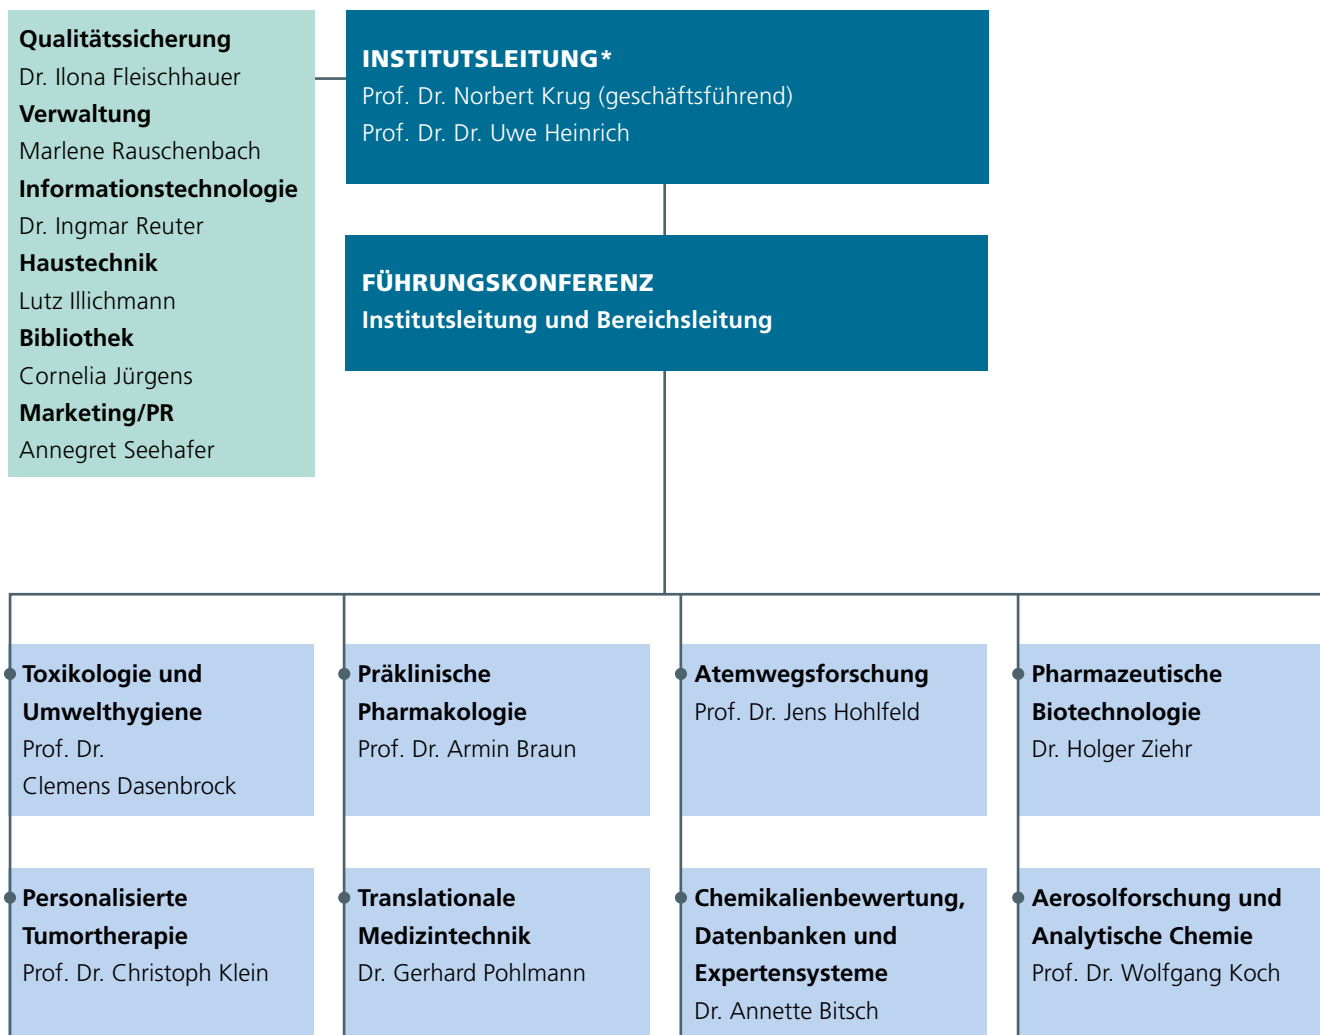 Qualitätssicherung
Dr. Ilona Fleischhauer
Verwaltung
Marlene Rauschenbach
Informationstechnologie
Dr. Ingmar Reuter
Haustechnik
Lutz Illichmann
Bibliothek
Cornelia Jürgens
Marketing/PR
Annegret Seehafer
INSTITUTSLEITUNG*
Prof. Dr. Norbert Krug (geschäftsführend)
Prof. Dr. Dr. Uwe Heinrich
FÜHRUNGSKONFERENZ
Institutsleitung und Bereichsleitung
Toxikologie und
Umwelthygiene
Prof. Dr.
Clemens Dasenbrock
Präklinische
Pharmakologie
Prof. Dr. Armin Braun
Atemwegsforschung
Prof. Dr. Jens Hohlfeld
Pharmazeutische
Biotechnologie
Dr. Holger Ziehr
Personalisierte
Tumortherapie
Prof. Dr. Christoph Klein
Translationale
Medizintechnik
Dr. Gerhard Pohlmann
Chemikalienbewertung,
Datenbanken und
Expertensysteme
Dr. Annette Bitsch
Aerosolforschung und
Analytische Chemie
Prof. Dr. Wolfgang Koch